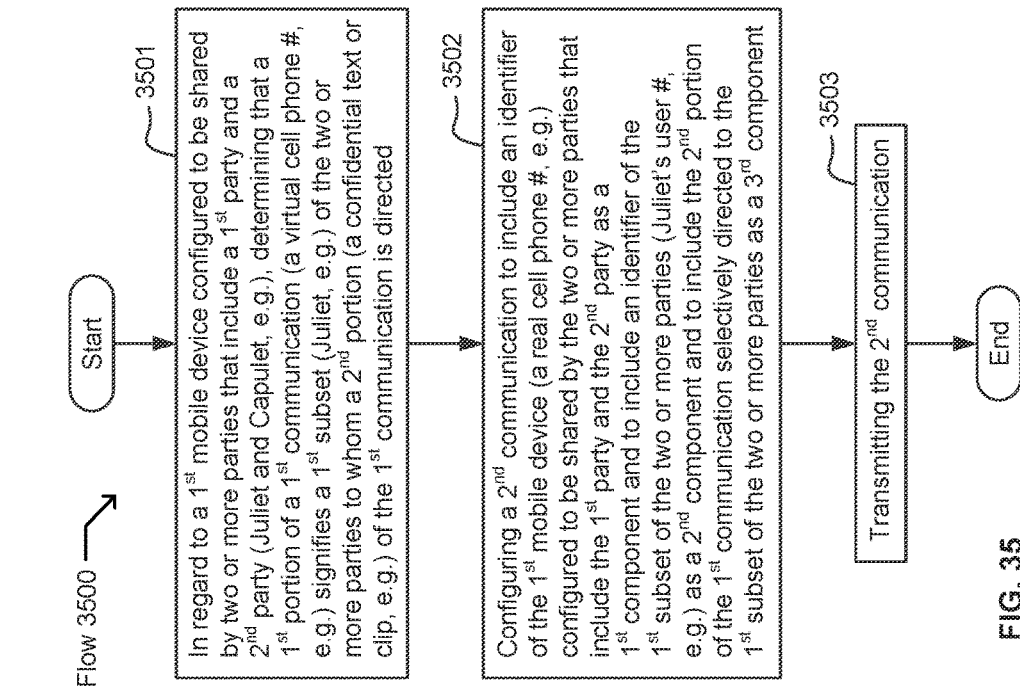 Flow 3500
Start
3501
In regard to a 1st mobile device configured to be shared
by two or more parties that include a 1st party and a
2nd party (Juliet and Capulet, e.g.), determining that a
1st portion of a 1st communication (a virtual cell phone #,
e.g.) signifies a 1st subset (Juliet, e.g.) of the two or
more parties to whom a 2nd portion (a confidential text or
clip, e.g.) of the 1st communication is directed
3502
Configuring a 2nd communication to include an identifier
of the 1st mobile device (a real cell phone #, e.g.)
configured to be shared by the two or more parties that
include the 1st party and the 2nd party as a
1st component and to include an identifier of the
1st subset of the two or more parties (Juliet's user #,
e.g.) as a 2nd component and to include the 2nd portion
of the 1st communication selectively directed to the
1st subset of the two or more parties as a 3rd component
3503
Transmitting the 2nd communication
End
FIG. 35